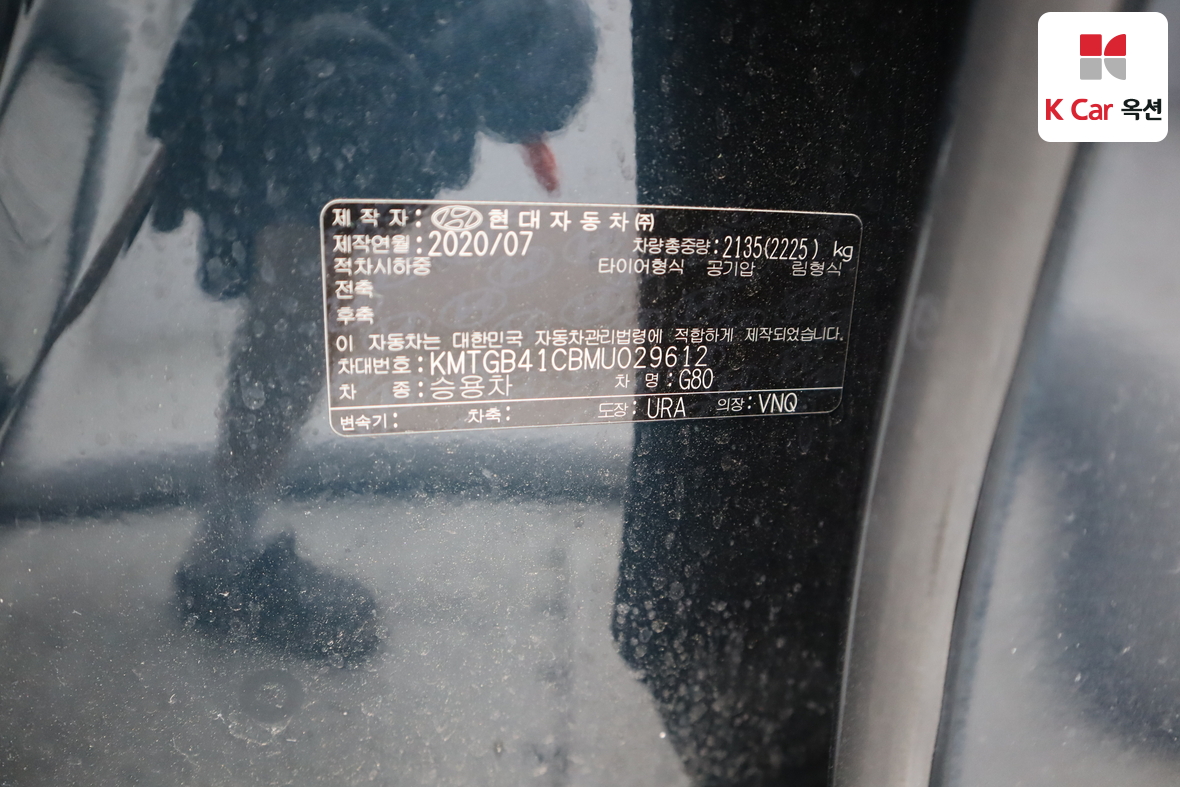 K Car 옥션
제 작 자 : 현 대 자 동 차 ㈜
제작연월 : 2020/07 차량총중량 : 2135(2225) kg
적차시하중 타이어형식 공기압 림형식
전축
후축
이 자동차는 대한민국 자동차관리법령에 적합하게 제작되었습니다.
차대번호 : KMTGB41CBMU029612
차 종 : 승용차 차 명 : G80
변속기 : 차축 : 도장 : URA 의장 : VNQ